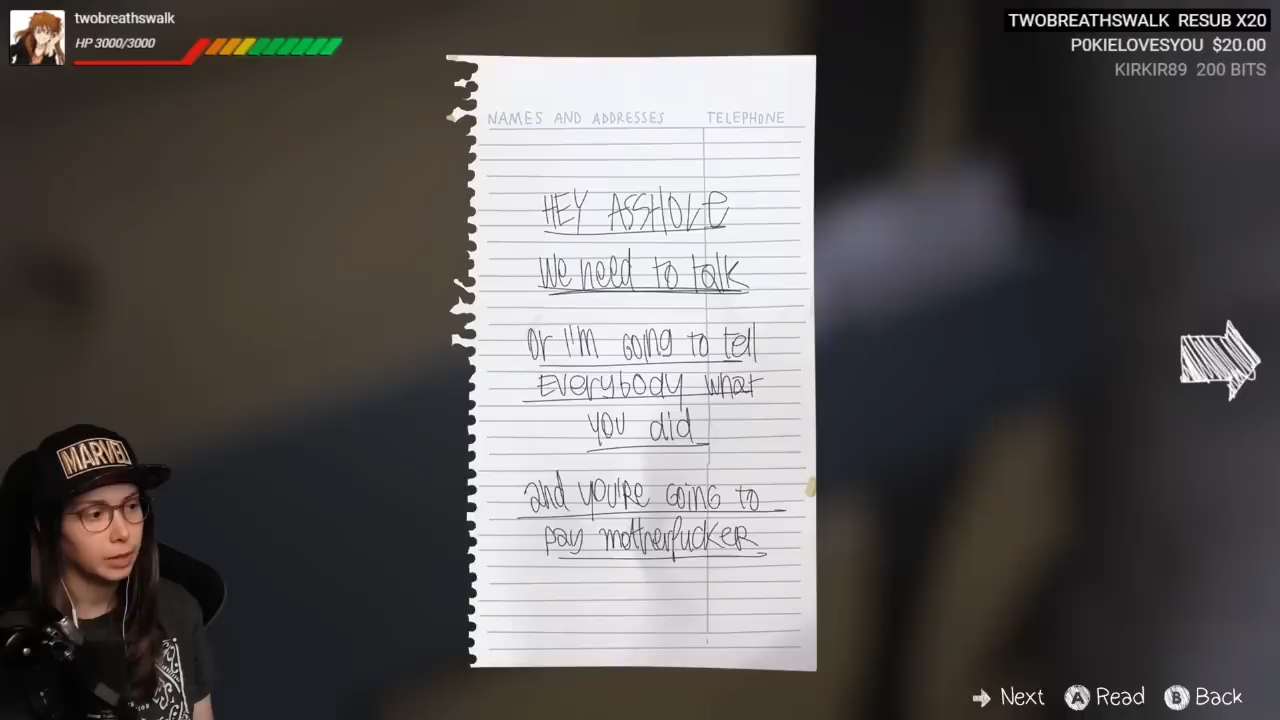 twobreathswalk
HP 3000/3000
TWOBREATHSWALK RESUB X20
P0KIELOVESYOU $20.00
KIRKIR89 200 BITS
NAMES AND ADDRESSES TELEPHONE
HEY ASSHOLE
We need to talk
Or I'm going to tell
Everybody what
you did
and you're going to
pay motherfucker
MARVEL
Next A Read B Back